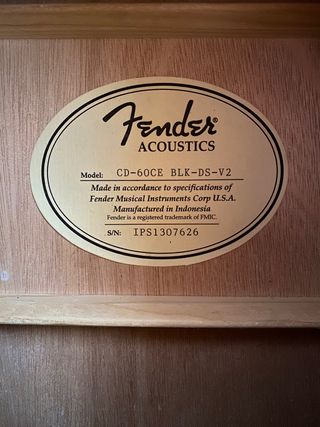 Fender
ACOUSTICS
Model: CD-60CE BLK-DS-V2
Made in accordance to specifications of
Fender Musical Instruments Corp U.S.A.
Manufactured in Indonesia
Fender is a registered trademark of FMIC.
S/N: IPS1307626